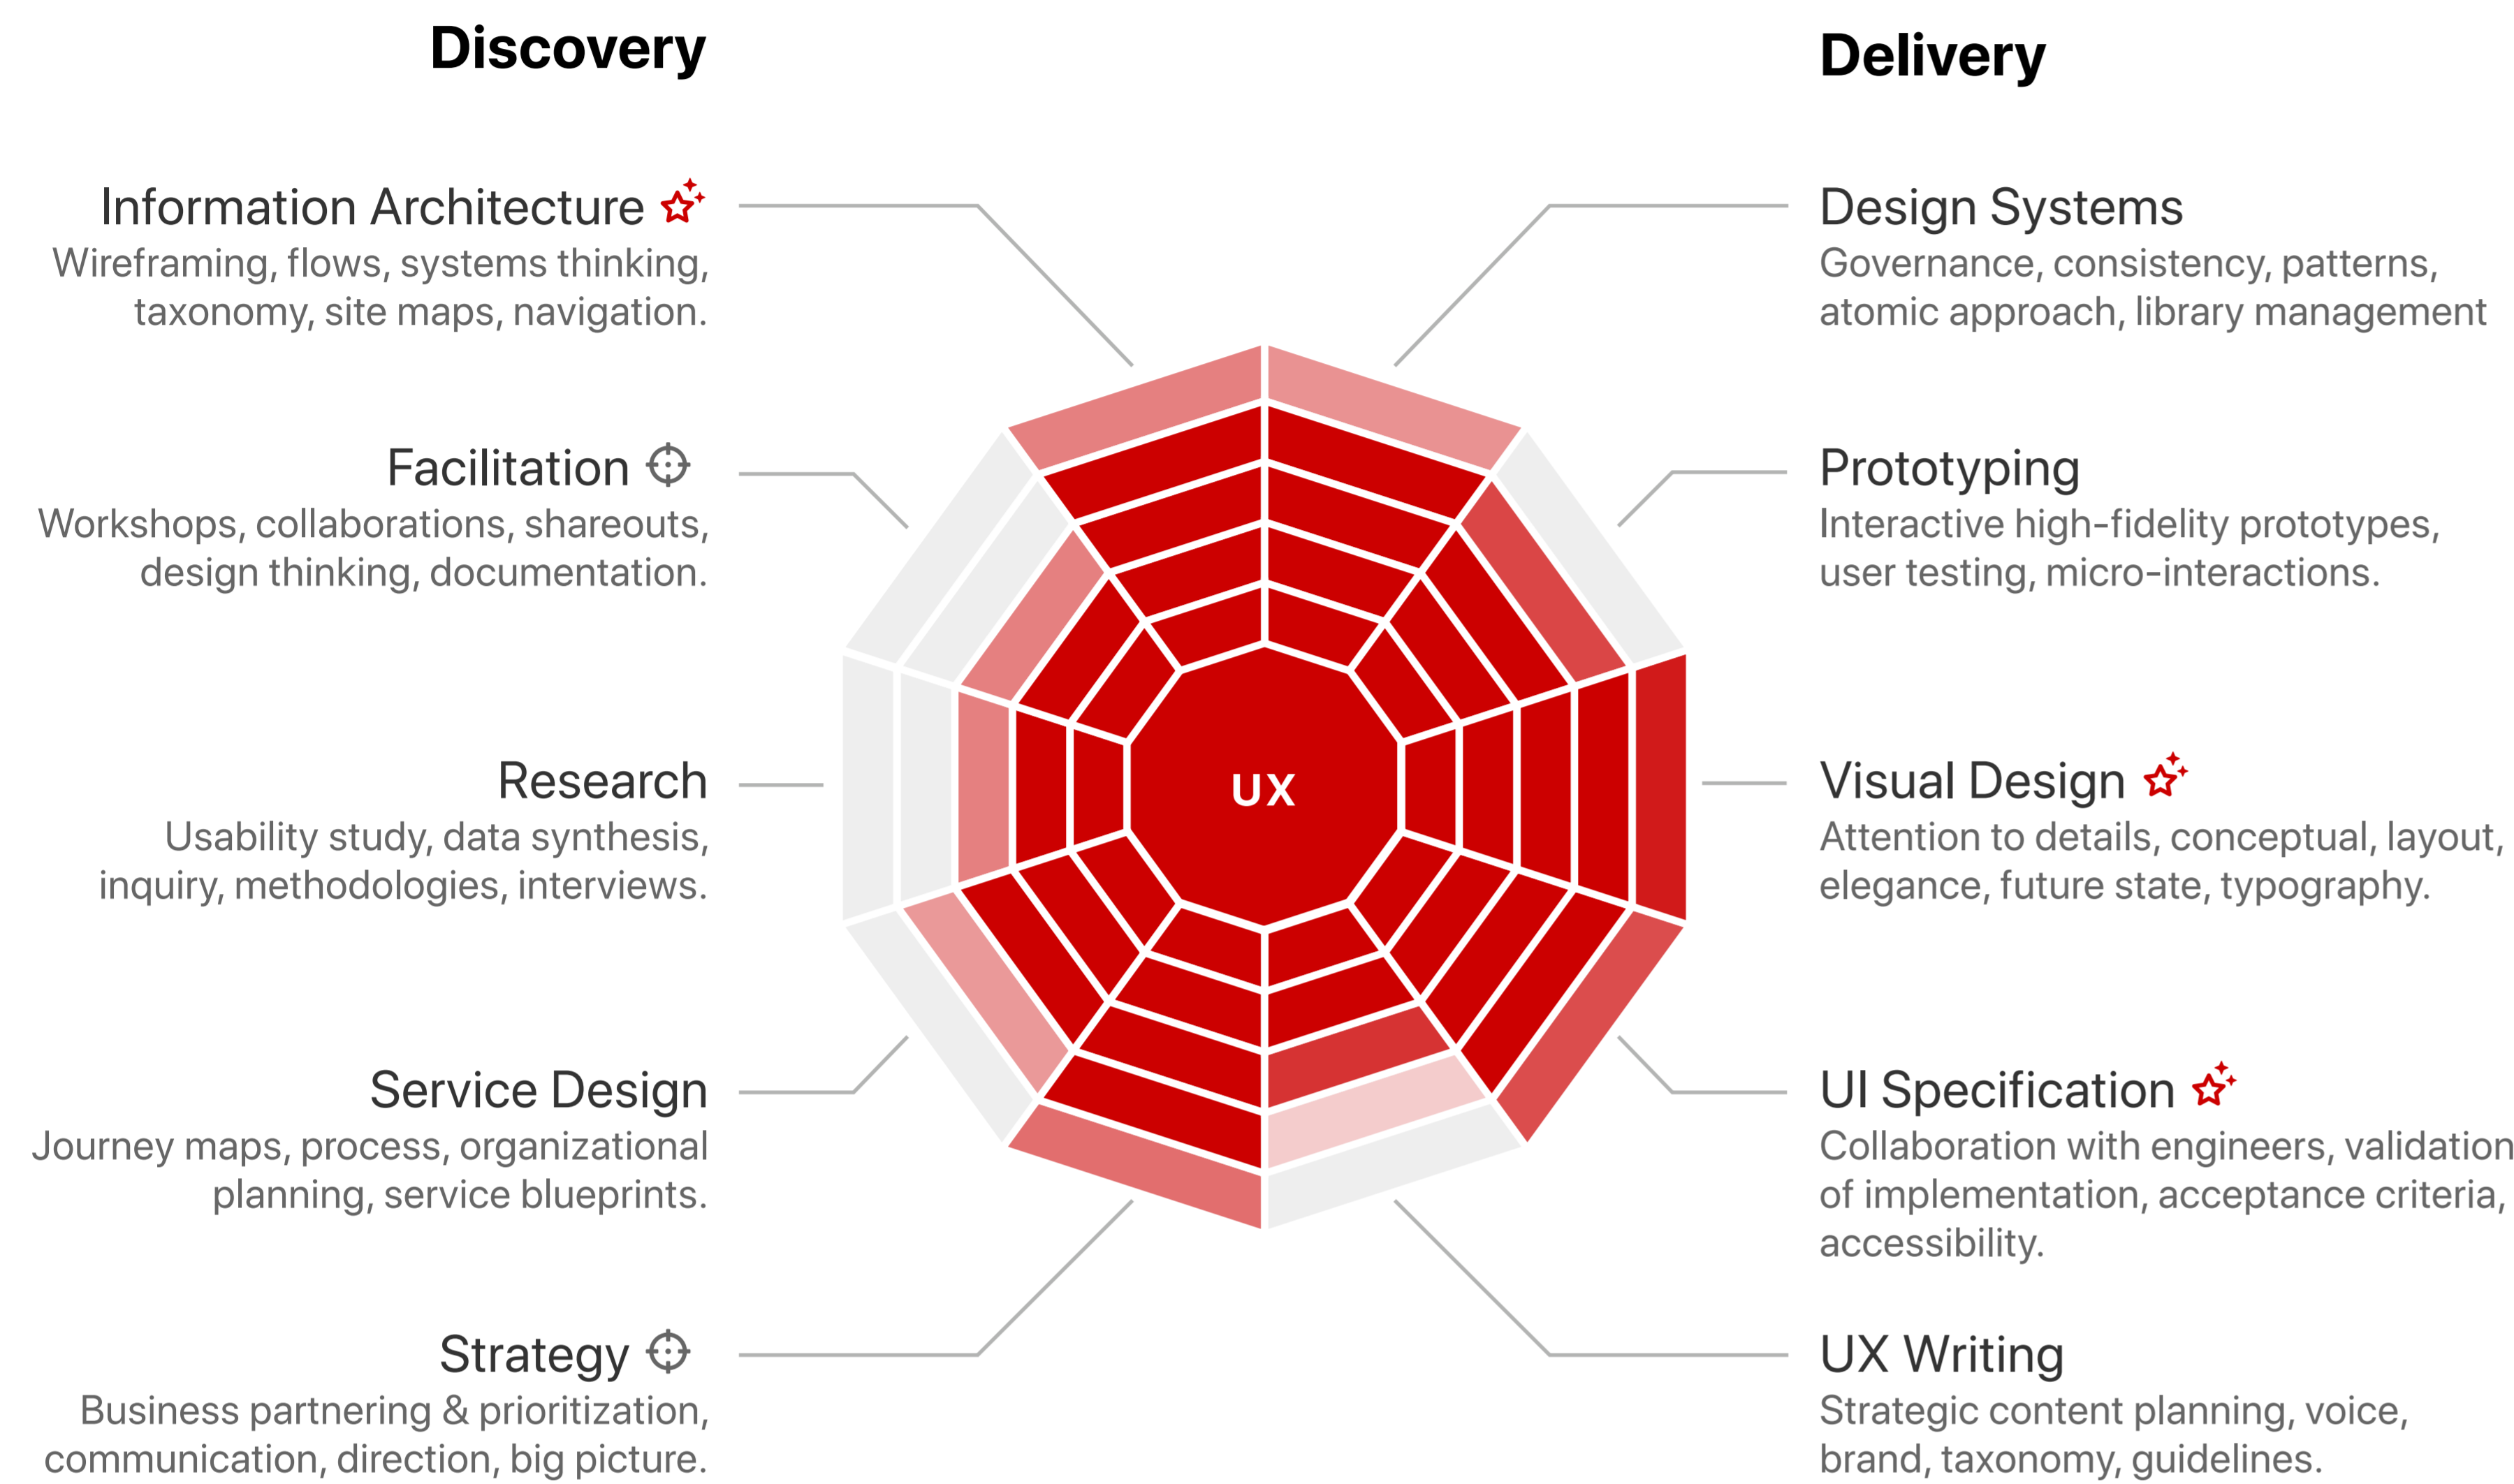 Discovery
Information Architecture
Wireframing, flows, systems thinking,
taxonomy, site maps, navigation.
Facilitation
Workshops, collaborations, shareouts,
design thinking, documentation.
Research
Usability study, data synthesis,
inquiry, methodologies, interviews.
Service Design
Journey maps, process, organizational
planning, service blueprints.
Strategy
Business partnering & prioritization,
communication, direction, big picture.
UX
Delivery
Design Systems
Governance, consistency, patterns,
atomic approach, library management
Prototyping
Interactive high-fidelity prototypes,
user testing, micro-interactions.
Visual Design
Attention to details, conceptual, layout,
elegance, future state, typography.
UI Specification
Collaboration with engineers, validation
of implementation, acceptance criteria,
accessibility.
UX Writing
Strategic content planning, voice,
brand, taxonomy, guidelines.